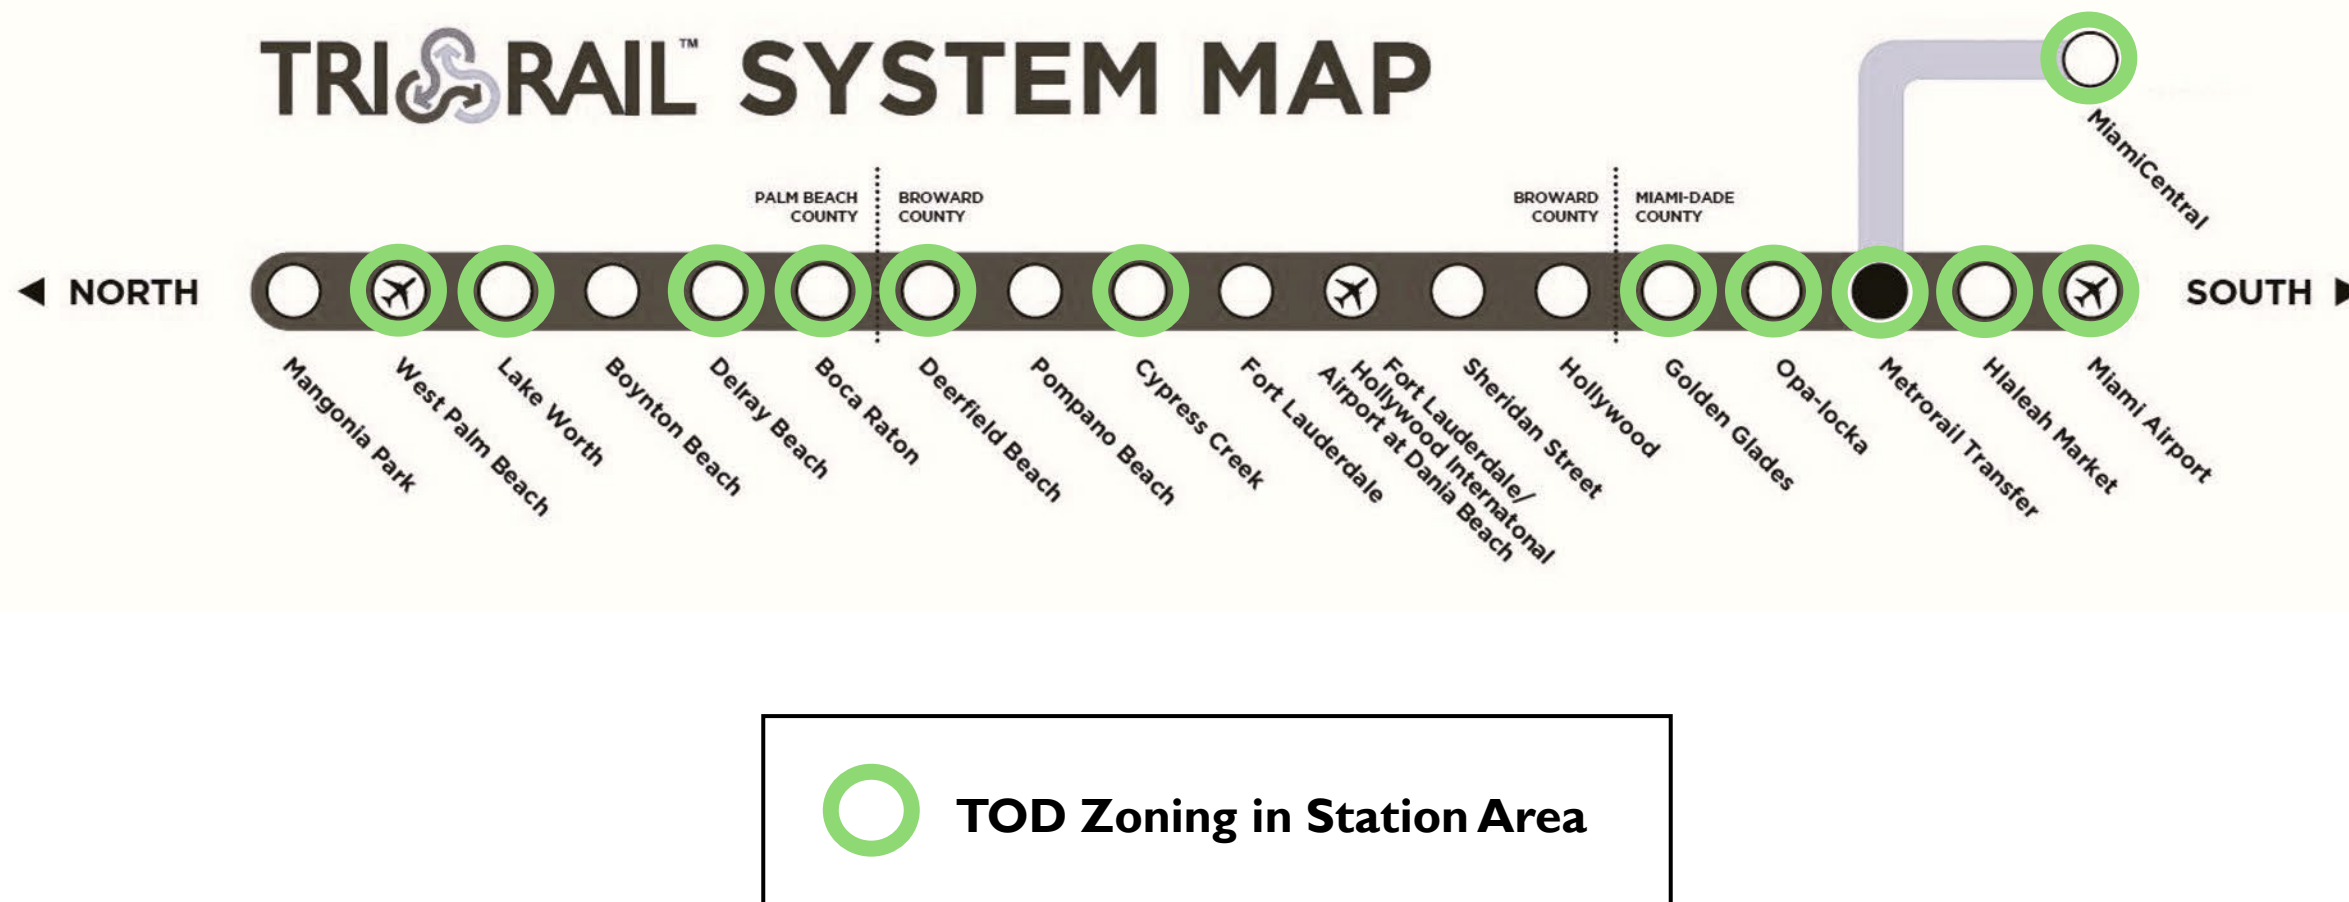 TRI RAIL™ SYSTEM MAP
MiamiCentral
PALM BEACH
COUNTY
BROWARD
COUNTY
BROWARD
COUNTY
MIAMI-DADE
COUNTY
NORTH
SOUTH
Mangonia Park
West Palm Beach
Lake Worth
Boynton Beach
Delray Beach
Boca Raton
Deerfield Beach
Pompano Beach
Cypress Creek
Fort Lauderdale
Fort Lauderdale/
Hollywood Internatonal
Airport at Dania Beach
Sheridan Street
Hollywood
Golden Glades
Opa-locka
Metrorail Transfer
Hlaleah Market
Miami Airport
TOD Zoning in Station Area